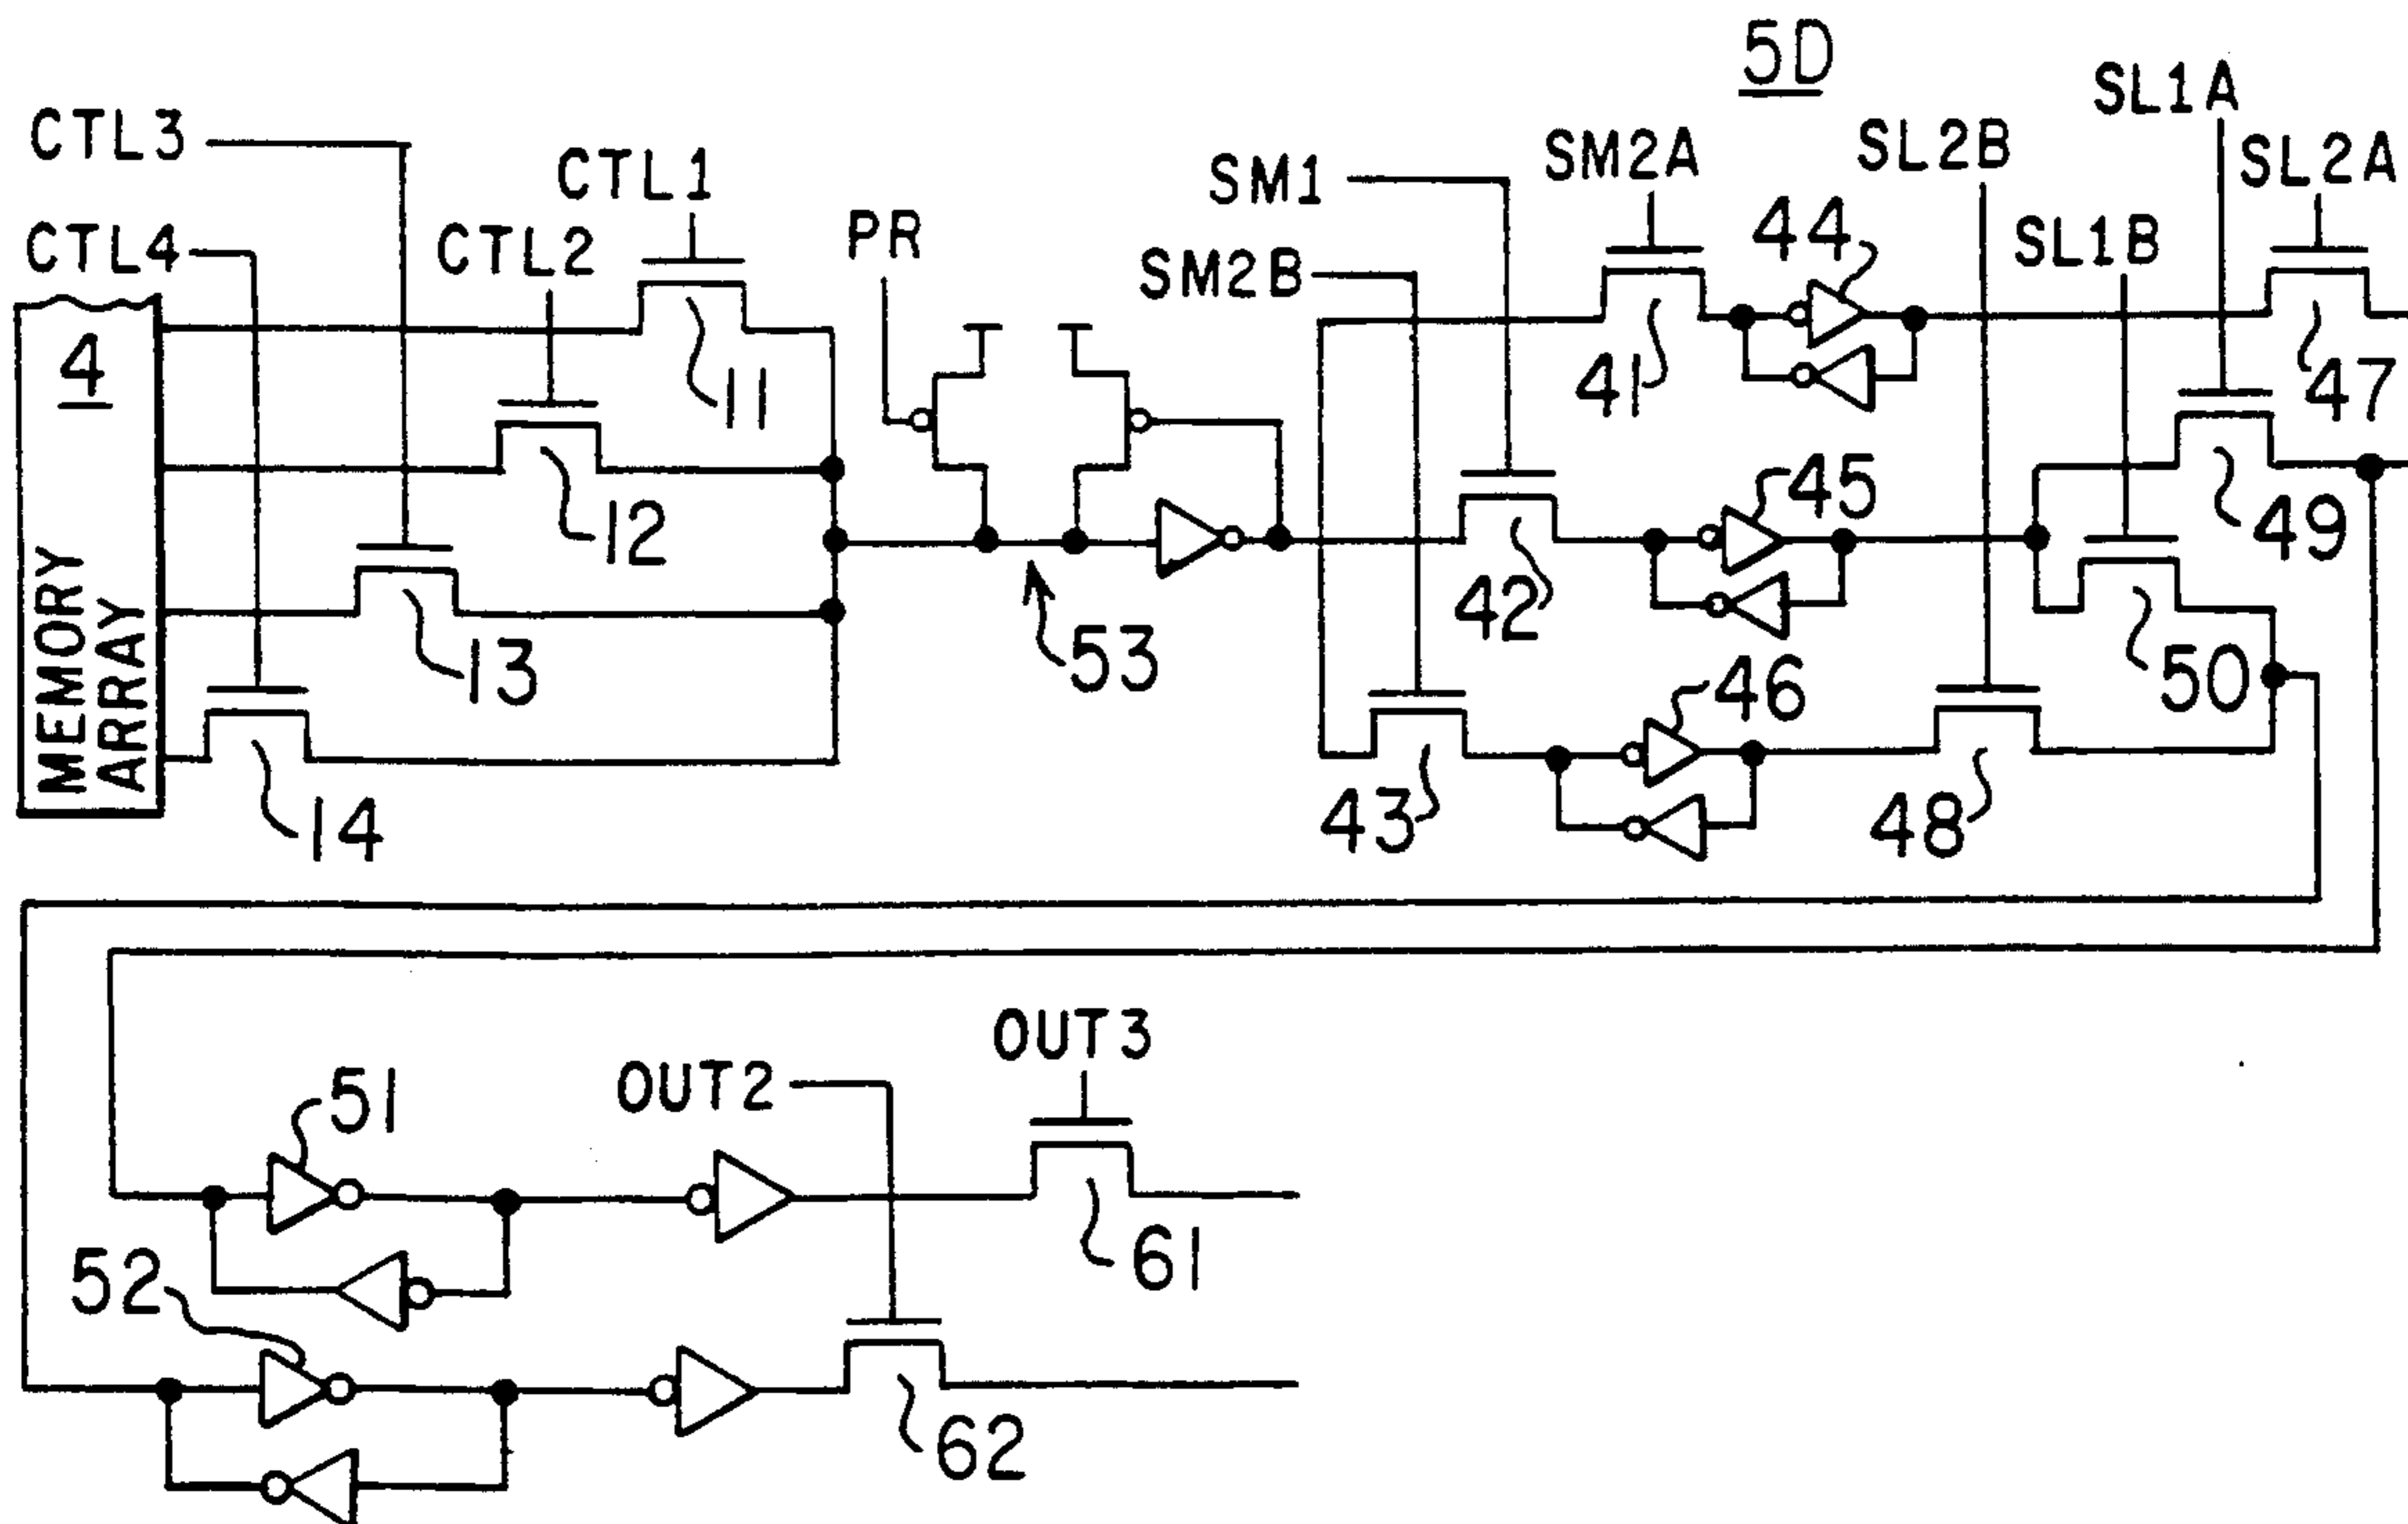 5D
SL1A
CTL3
CTL1
SM1
SM2A
SL2B
SL2A
CTL4
CTL2
PR
SM2B
44
SL1B
4
11
41
47
12
45
49
MEMORY
ARRAY
13
53
42
46
50
14
43
48
OUT3
51
OUT2
52
61
62